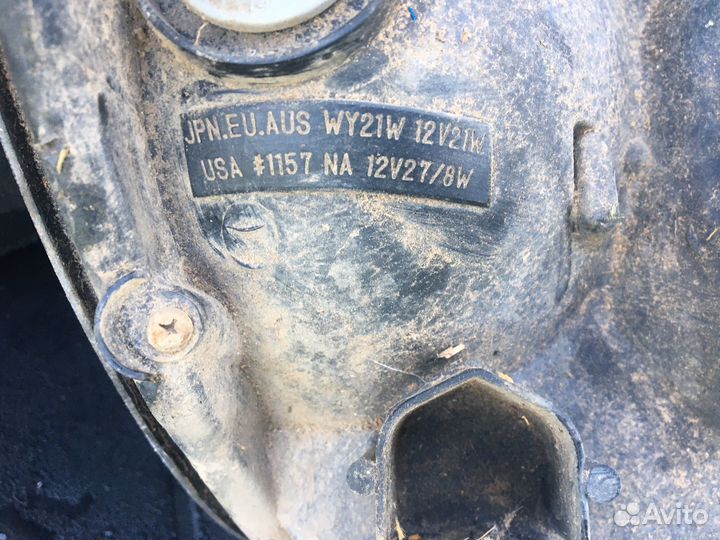 JPN.EU.AUS WY21W 12V21W
USA #1157 NA 12V27/8W
Avito